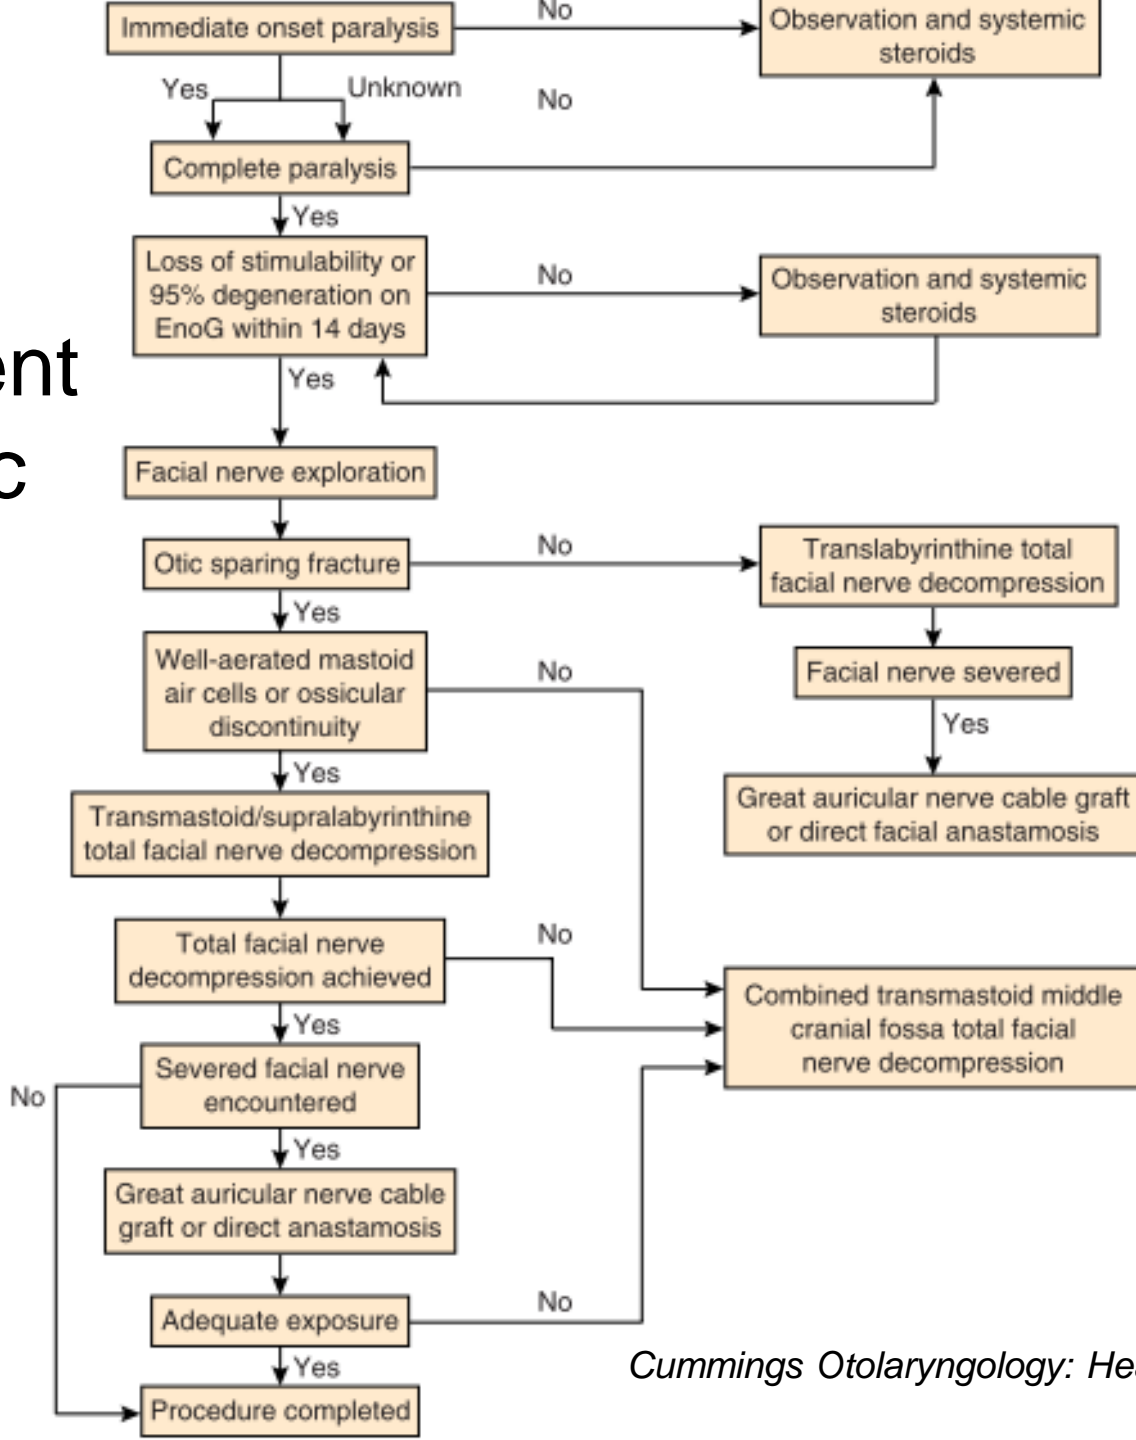 Immediate onset paralysis
No
Observation and systemic
steroids
Yes
Unknown
No
Complete paralysis
Yes
Loss of stimulability or
95% degeneration on
EnoG within 14 days
No
Observation and systemic
steroids
ent
Yes
c
Facial nerve exploration
Otic sparing fracture
No
Translabyrinthine total
facial nerve decompression
Yes
Well-aerated mastoid
air cells or ossicular
discontinuity
No
Facial nerve severed
Yes
Yes
Great auricular nerve cable graft
or direct facial anastamosis
Transmastoid/supralabyrinthine
total facial nerve decompression
Total facial nerve
decompression achieved
No
Combined transmastoid middle
cranial fossa total facial
nerve decompression
Yes
Severed facial nerve
encountered
No
Yes
Great auricular nerve cable
graft or direct anastamosis
Adequate exposure
No
Yes
Cummings Otolaryngology: Hea
Procedure completed